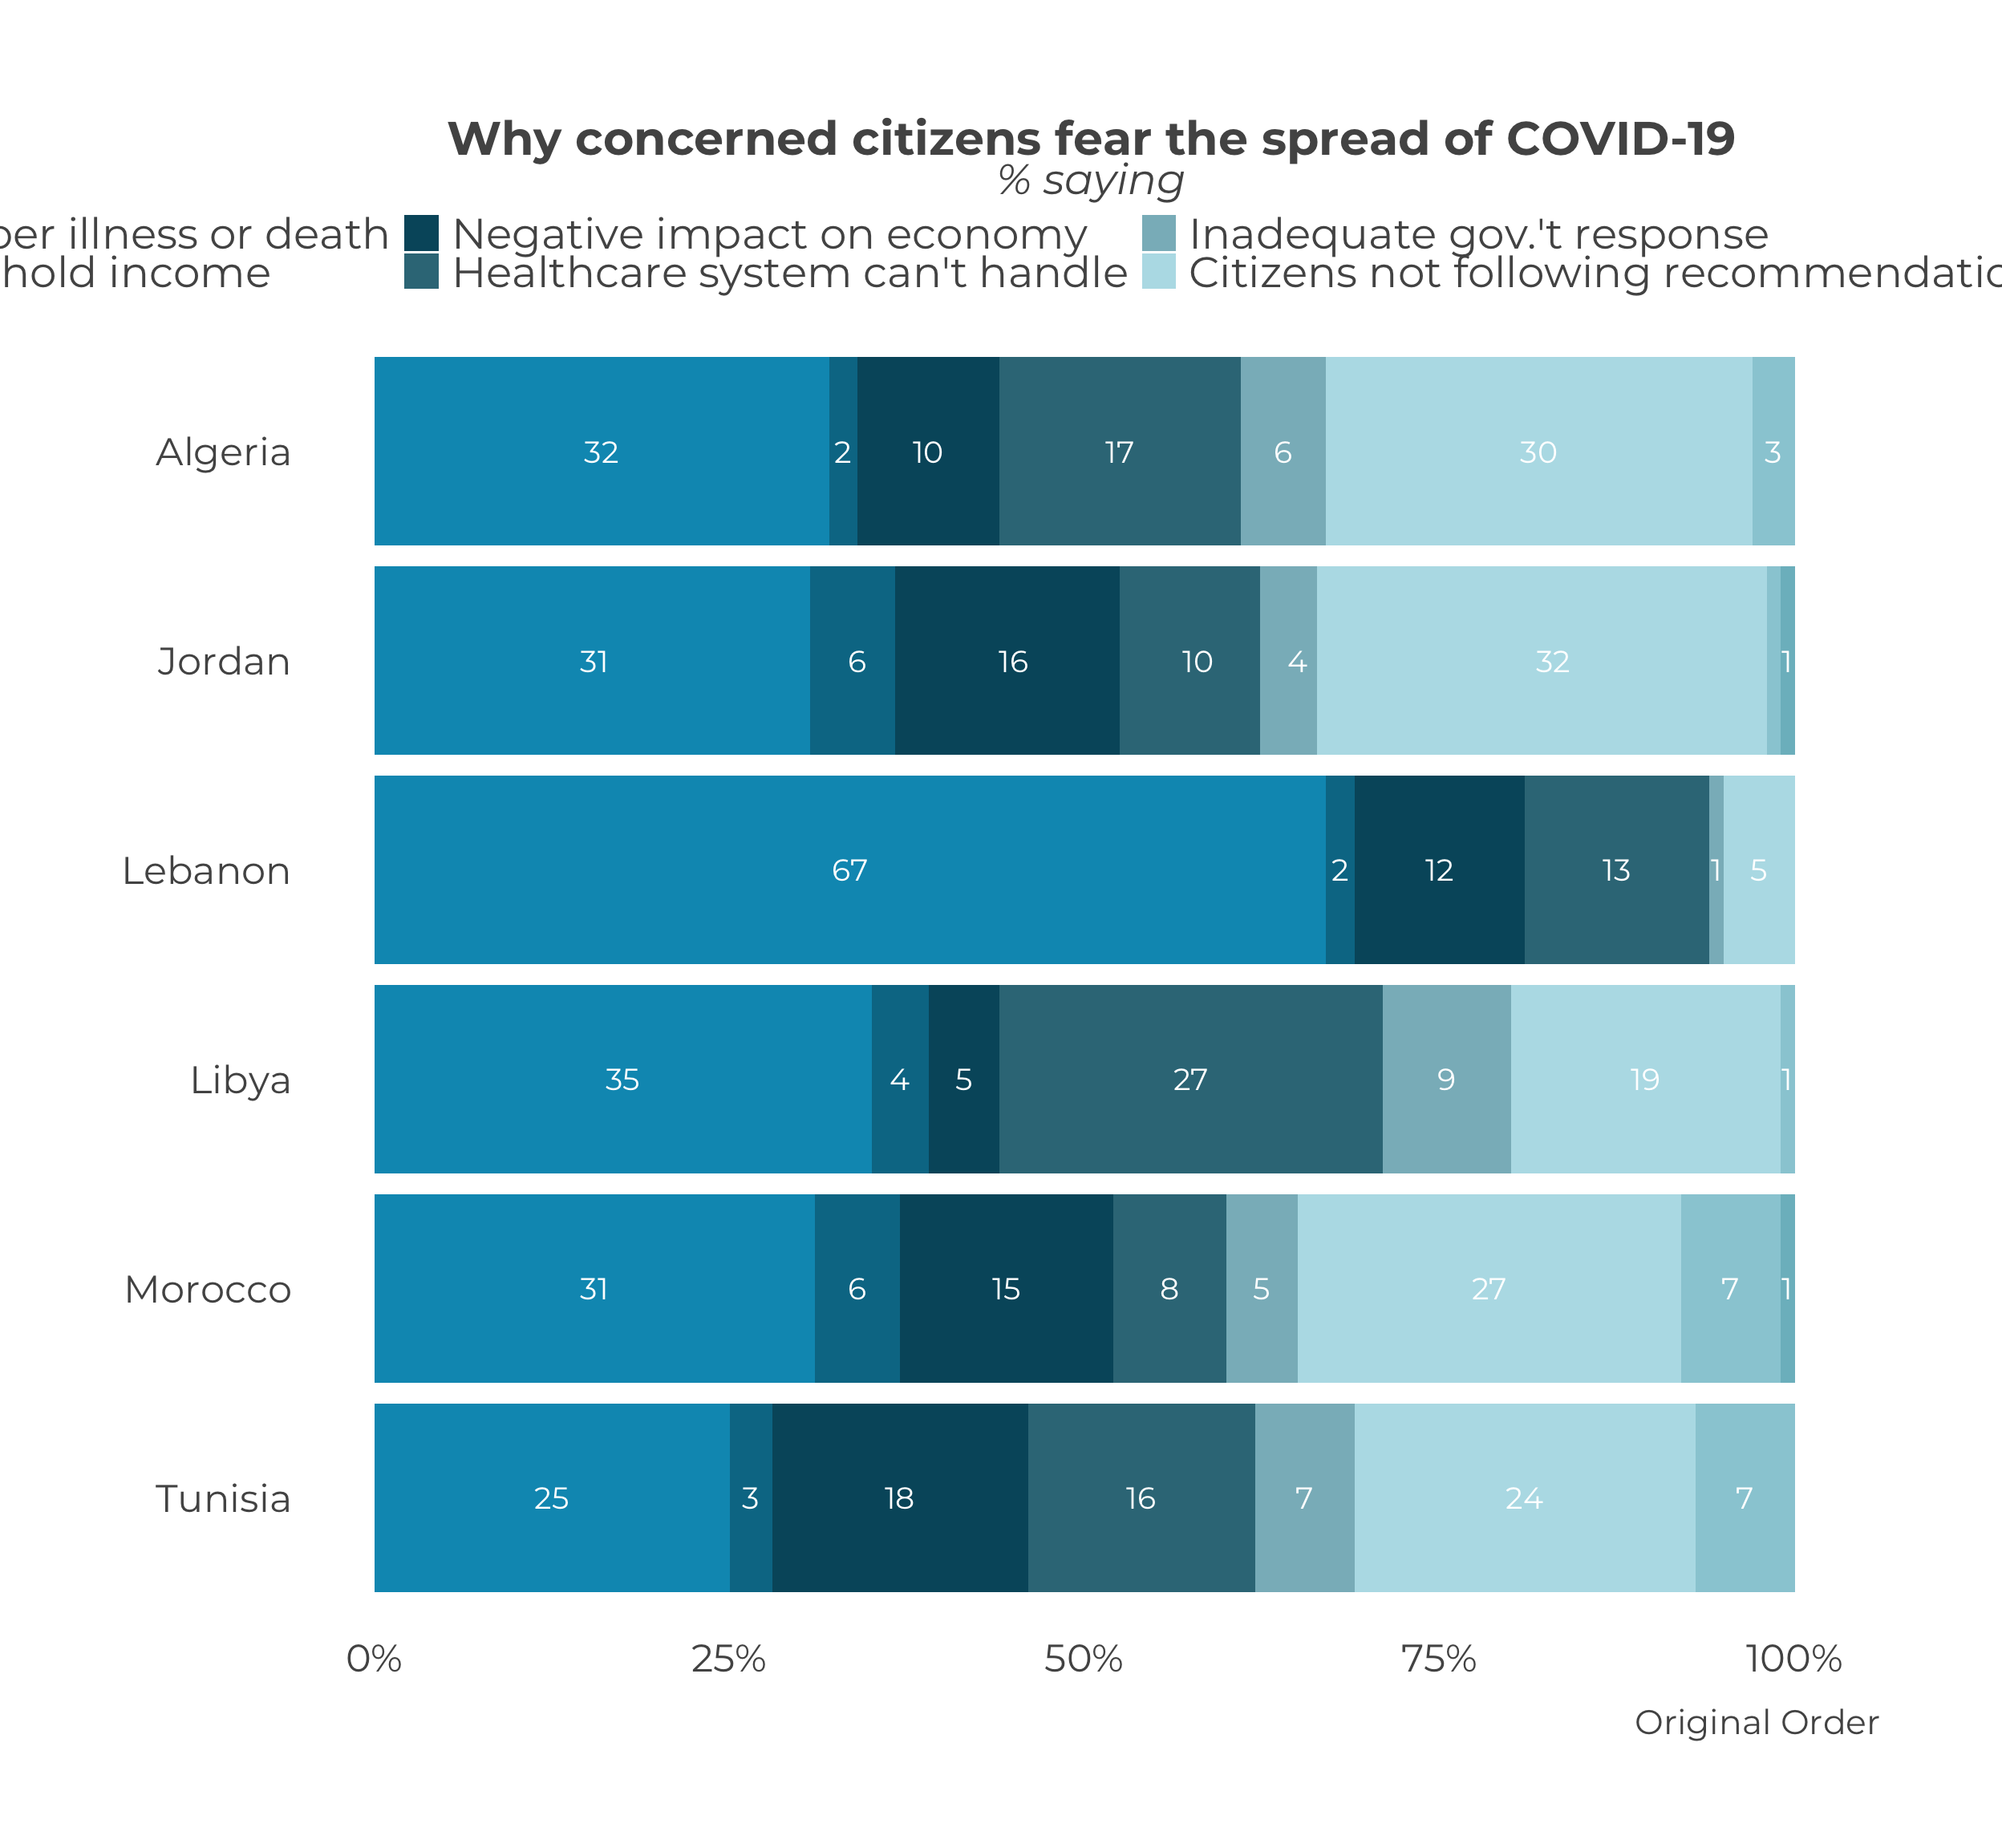 Why concerned citizens fear the spread of COVID-19
% saying
illness or death Negative impact on economy Inadequate gov.'t response
income Healthcare system can't handle Citizens not following
Algeria 32 2 10 17 6 30 3
Jordan 31 6 16 10 4 32 1
Lebanon 67 2 12 13 1 5
Libya 35 4 5 27 9 19 1
Morocco 31 6 15 8 5 27 7 1
Tunisia 25 3 18 16 7 24 7
0% 25% 50% 75% 100%
Original Order